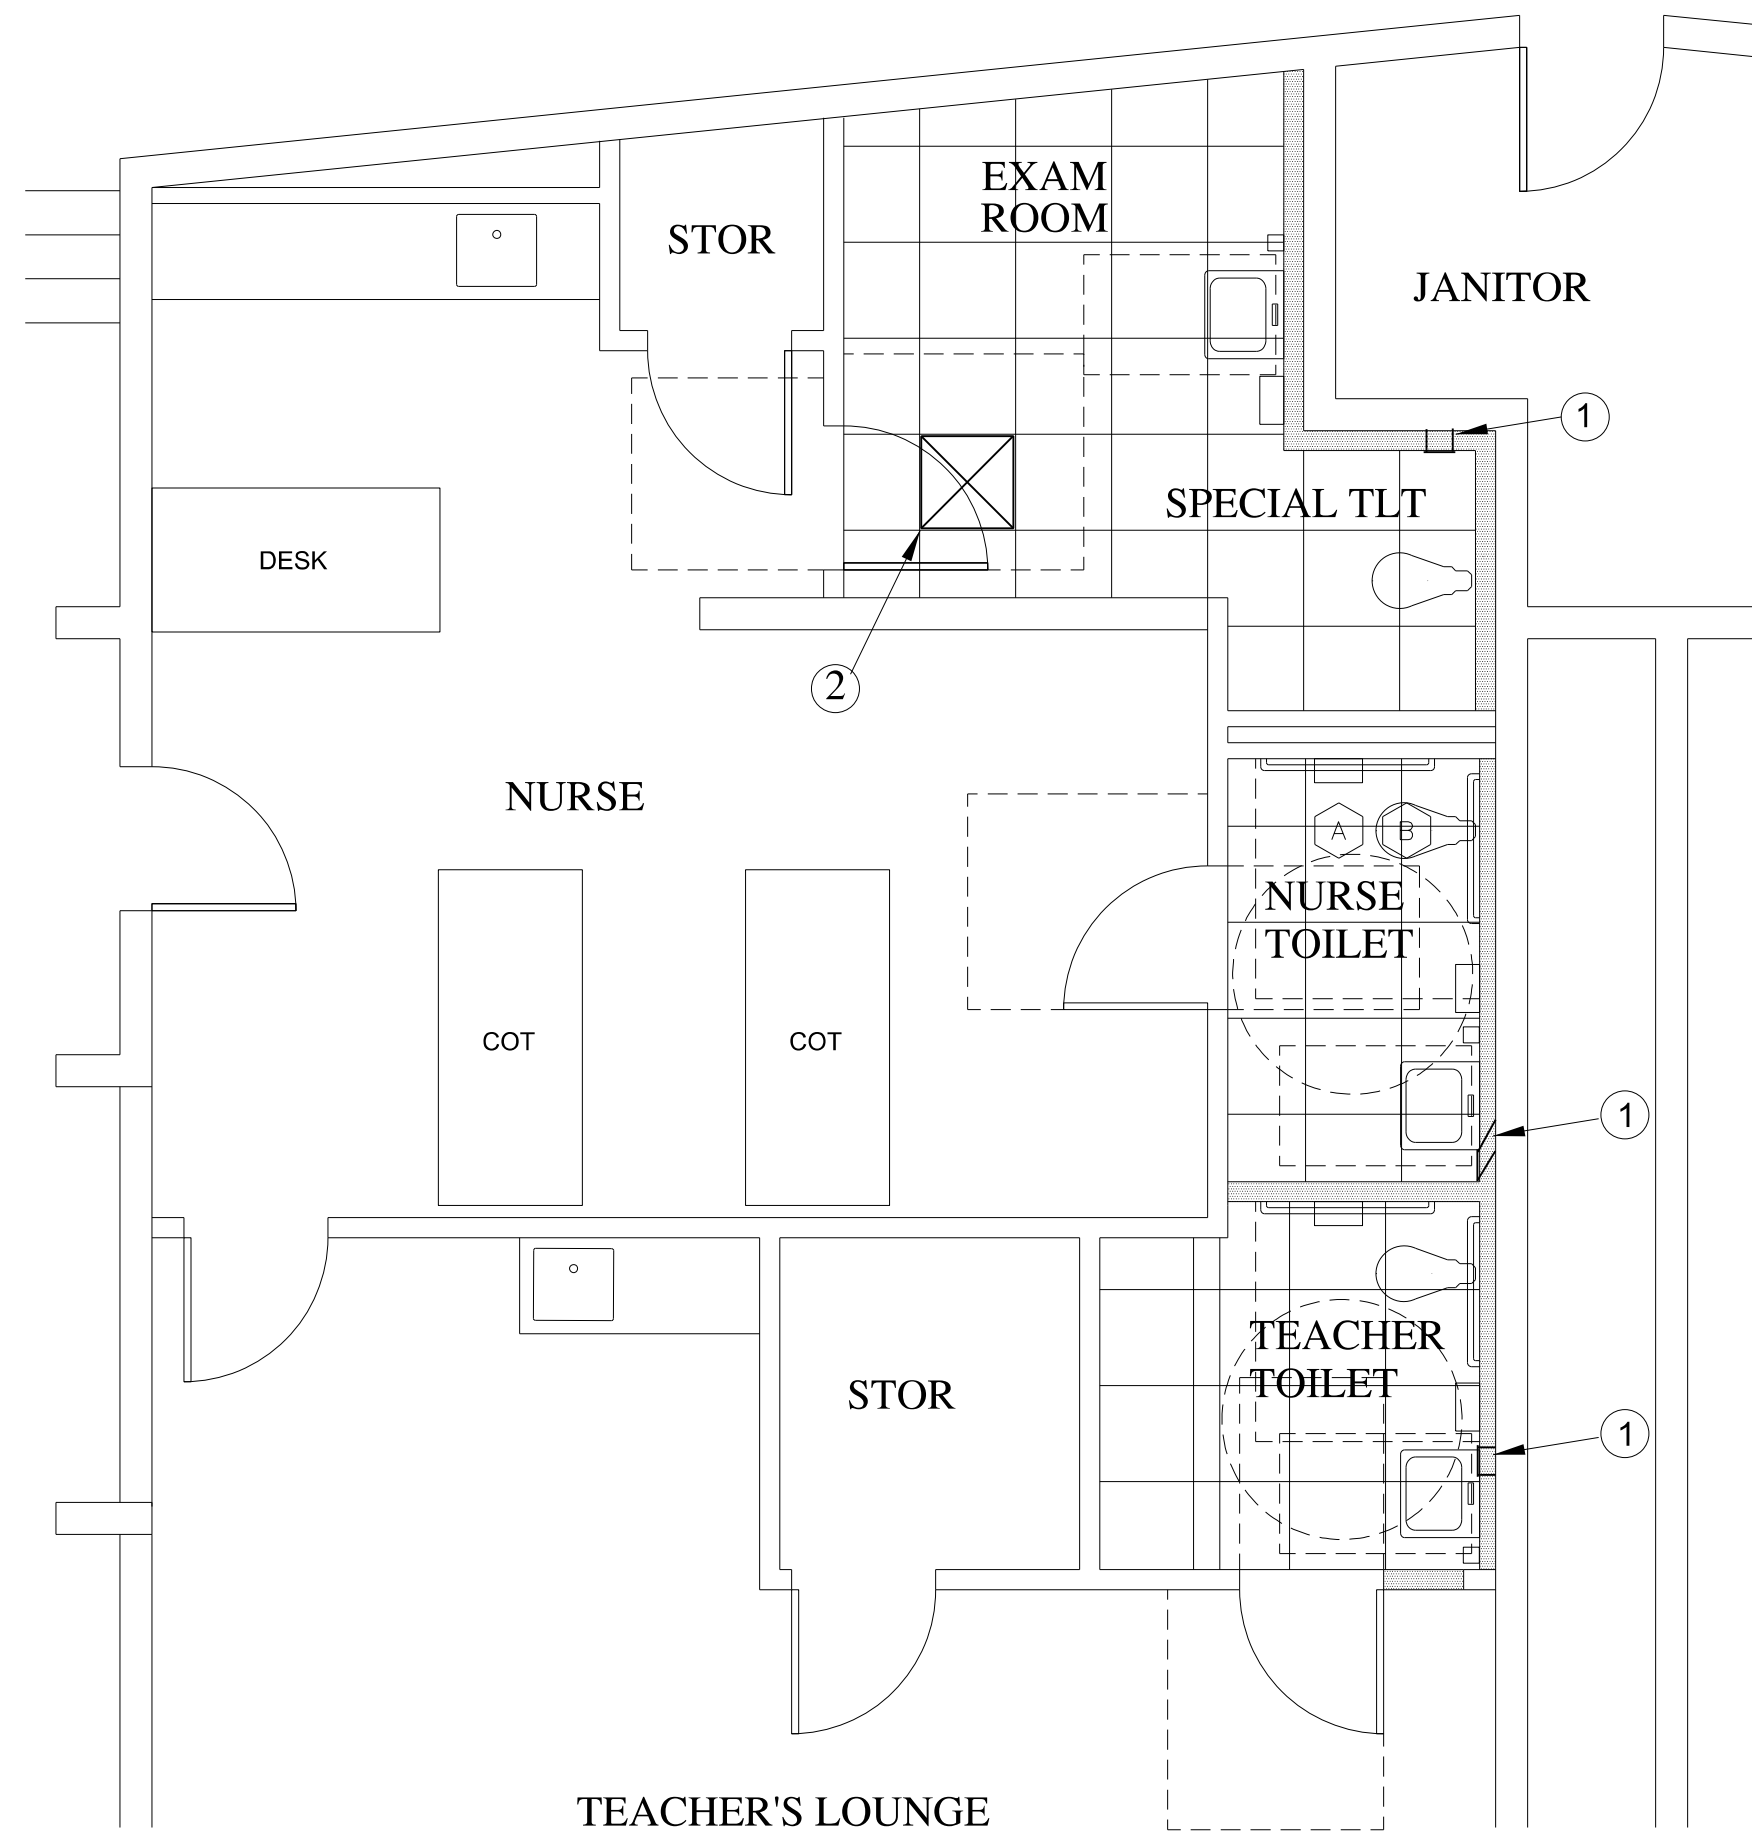 EXAM
ROOM
STOR
JANITOR
1
SPECIAL TLT
DESK
2
NURSE
A
B
NURSE
TOILET
COT
COT
1
TEACHER
TOILET
STOR
1
TEACHER'S LOUNGE